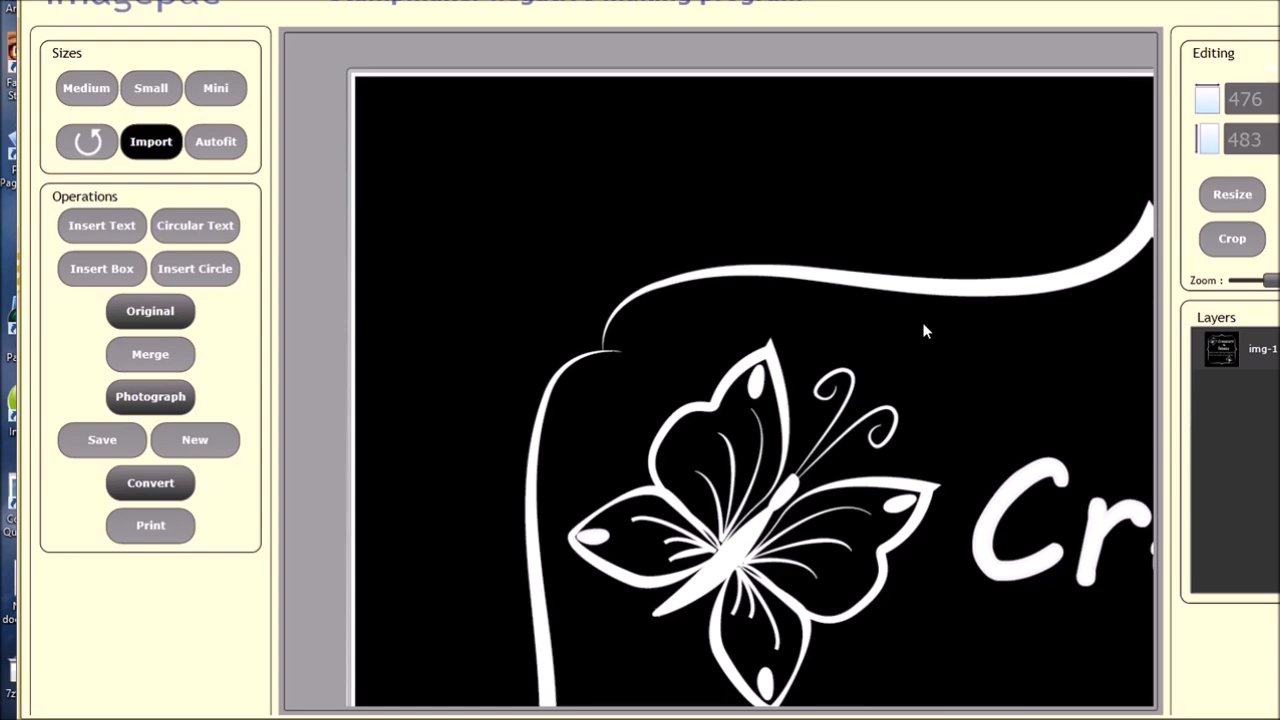 Sizes
Medium Small Mini
Import Autofit
Operations
Insert Text Circular Text
Insert Box Insert Circle
Original
Merge
Photograph
Save New
Convert
Print
Cr
Editing
476
483
Resize
Crop
Zoom :
Layers
img-1